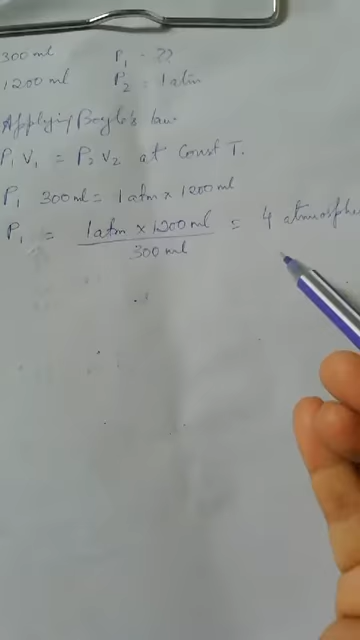 300 ml P₁ = ??
1200 ml P₂ = 1 atm
Applying Boyle's law
P₁ V₁ = P₂ V₂ at Const T.
P₁ 300 ml = 1 atm x 1200 ml
P₁ = 1 atm x 1200 ml = 4 atmosphe
300 ml